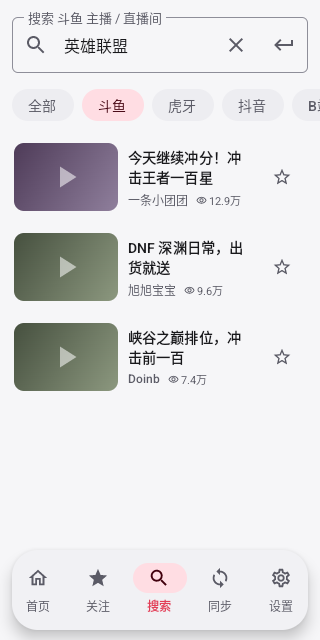 搜索 斗鱼 主播 / 直播间
英雄联盟
全部
斗鱼
虎牙
抖音
B
今天继续冲分！冲
击王者一百星
一条小团团 12.9万
DNF 深渊日常，出
货就送
旭旭宝宝 9.6万
峡谷之巅排位，冲
击前一百
Doinb 7.4万
首页
关注
搜索
同步
设置